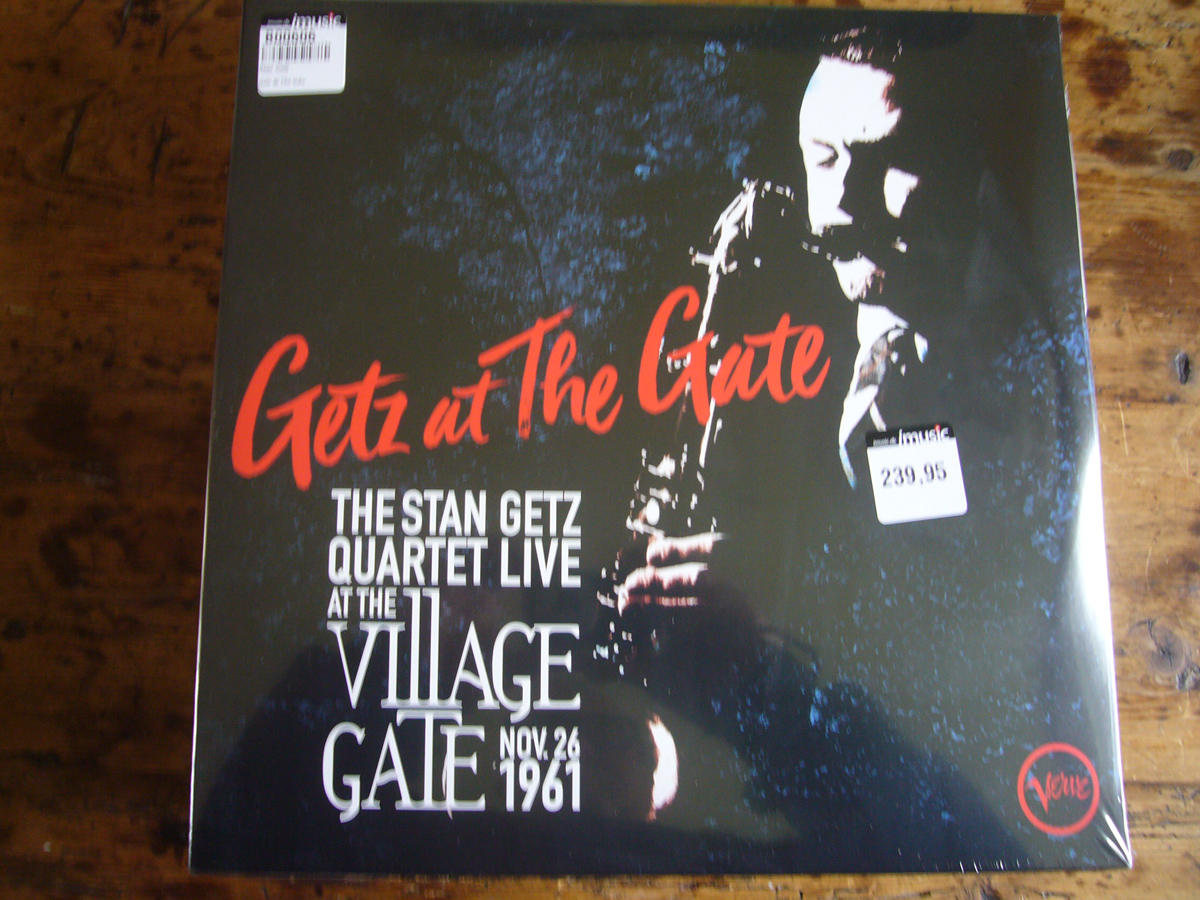 /music
B00606
Getz at The Gate
/music
239,95
THE STAN GETZ
QUARTET LIVE
AT THE
VIllAGE
GATE NOV. 26
1961
Verve